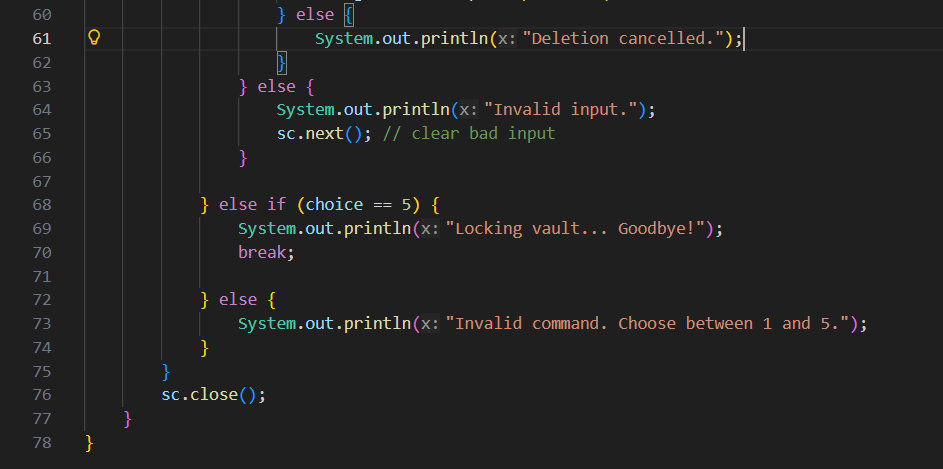 60 } else {
61 System.out.println(x: "Deletion cancelled.");
62 }
63 } else {
64 System.out.println(x: "Invalid input.");
65 sc.next(); // clear bad input
66 }
67
68 } else if (choice == 5) {
69 System.out.println(x: "Locking vault... Goodbye!");
70 break;
71
72 } else {
73 System.out.println(x: "Invalid command. Choose between 1 and 5.");
74 }
75 }
76 sc.close();
77 }
78 }